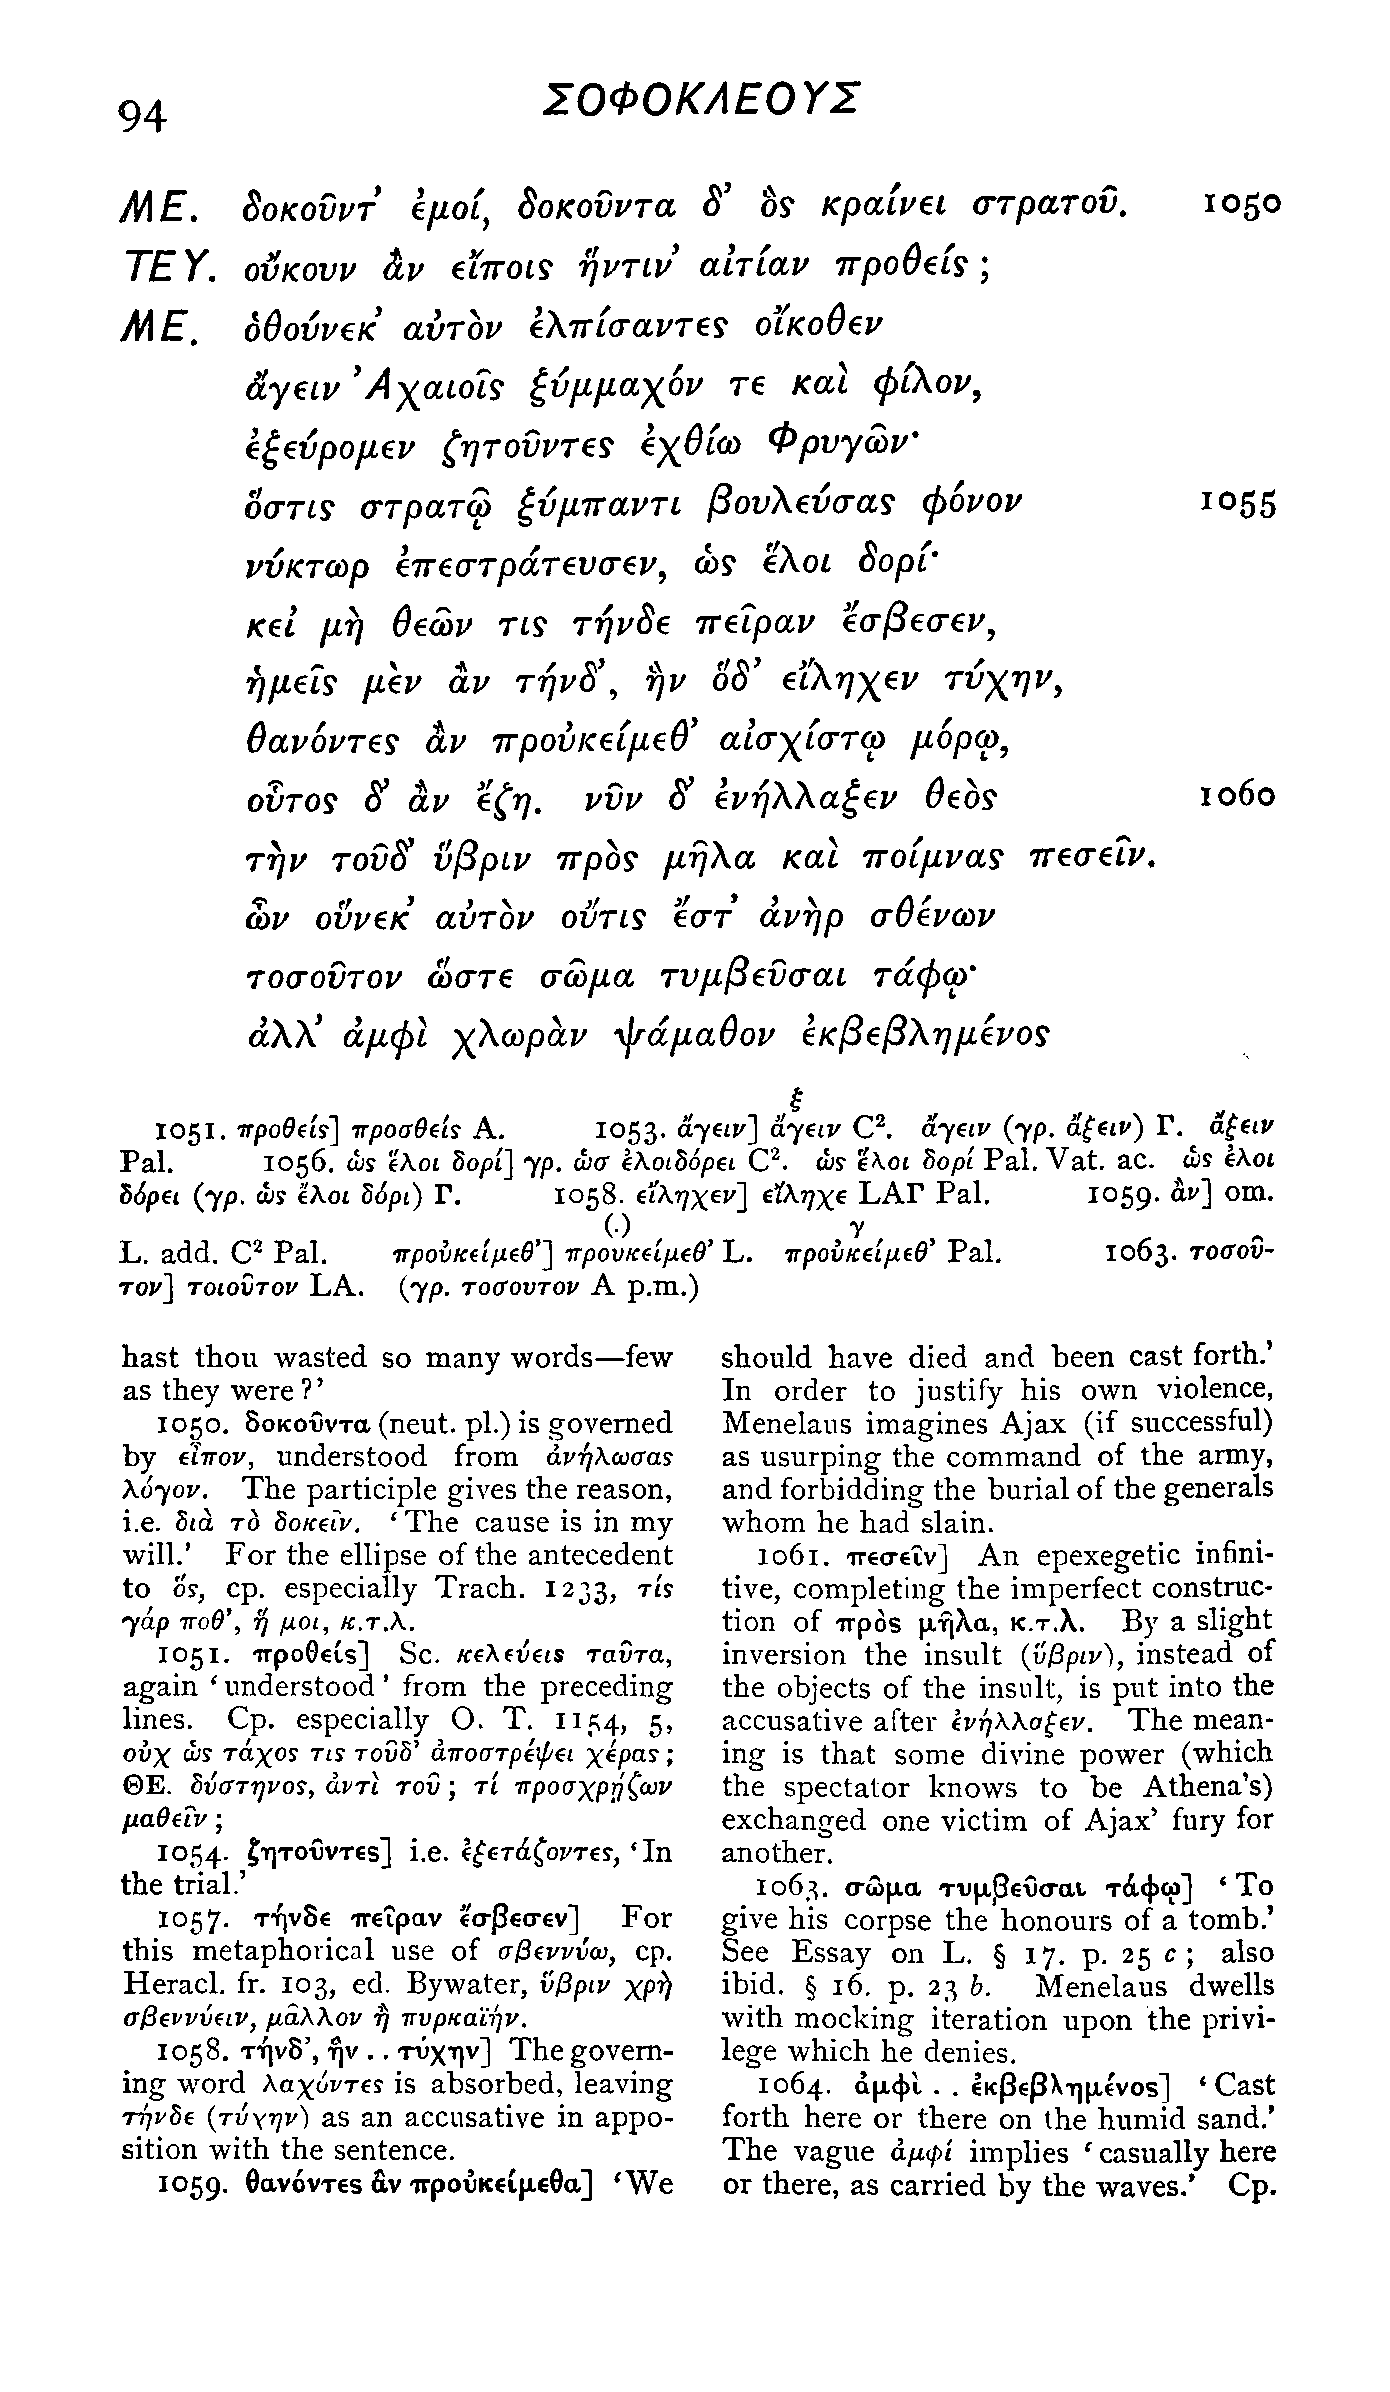 94
ΣΟΦΟΚΛΕΟΥΣ
ΜΕ. δοκοῦντ’ ἐμοί, δοκοῦντα δ’ ὃς κραίνει στρατοῦ. 1050
ΤΕΥ. οὔκουν ἂν εἴποις ἥντιν’ αἰτίαν προθείς ;
ΜΕ. ὁθούνεκ’ αὐτὸν ἐλπίσαντες οἴκοθεν
ἄγειν Ἀχαιοῖς ξύμμαχόν τε καὶ φίλον,
ἐξεύρομεν ζητοῦντες ἐχθίω Φρυγῶν·
ὅστις στρατῷ ξύμπαντι βουλεύσας φόνον 1055
νύκτωρ ἐπεστράτευσεν, ὡς ἕλοι δορί·
κεἰ μὴ θεῶν τις τήνδε πεῖραν ἔσβεσεν,
ἡμεῖς μὲν ἂν τήνδ’, ἣν ὅδ’ εἴληχεν τύχην,
θανόντες ἂν προὐκείμεθ’ αἰσχίστῳ μόρῳ,
οὗτος δ’ ἂν ἔζη. νῦν δ’ ἐνήλλαξεν θεὸς 1060
τὴν τοῦδ’ ὕβριν πρὸς μῆλα καὶ ποίμνας πεσεῖν.
ὧν οὕνεκ’ αὐτὸν οὔτις ἔστ’ ἀνὴρ σθένων
τοσοῦτον ὥστε σῶμα τυμβεῦσαι τάφῳ·
ἀλλ’ ἀμφὶ χλωρὰν ψάμαθον ἐκβεβλημένος
ξ
1051. προθείς] προσθείς A. 1053. ἄγειν] ἄγειν C². ἄγειν (γρ. ἄξειν) Γ. ἄξειν
Pal. 1056. ὡς ἕλοι δορί] γρ. ὡσ ἐλοιδόρει C². ὡς ἕλοι δορί Pal. Vat. ac. ὡς ἐλοι
δόρει (γρ. ὡς ἕλοι δόρι) Γ. 1058. εἴληχεν] εἴληχε LAΓ Pal. 1059. ἂν] om.
(·) γ
L. add. C² Pal. προὐκείμεθ’] προυκείμεθ’ L. προὐκείμεθ’ Pal. 1063. τοσοῦ-
τον] τοιοῦτον LA. (γρ. τοσουτον A p.m.)
hast thou wasted so many words—few
as they were?’
1050. δοκοῦντα (neut. pl.) is governed
by εἶπον, understood from ἀνήλωσας
λόγον. The participle gives the reason,
i.e. διὰ τὸ δοκεῖν. ‘The cause is in my
will.’ For the ellipse of the antecedent
to ὅς, cp. especially Trach. 1233, τίς
γάρ ποθ’, ἥ μοι, κ.τ.λ.
1051. προθείς] Sc. κελεύεις ταῦτα,
again ‘understood’ from the preceding
lines. Cp. especially O. T. 1154, 5,
οὐχ ὡς τάχος τις τοῦδ’ ἀποστρέψει χέρας ;
ΘΕ. δύστηνος, ἀντὶ τοῦ ; τί προσχρῄζων
μαθεῖν ;
1054. ζητοῦντες] i.e. ἐξετάζοντες, ‘In
the trial.’
1057. τήνδε πεῖραν ἔσβεσεν] For
this metaphorical use of σβεννύω, cp.
Heracl. fr. 103, ed. Bywater, ὕβριν χρὴ
σβεννύειν, μᾶλλον ἢ πυρκαϊήν.
1058. τήνδ’, ἣν . . τύχην] The govern-
ing word λαχόντες is absorbed, leaving
τήνδε (τύχην) as an accusative in appo-
sition with the sentence.
1059. θανόντες ἂν προὐκείμεθα] ‘We
should have died and been cast forth.’
In order to justify his own violence,
Menelaus imagines Ajax (if successful)
as usurping the command of the army,
and forbidding the burial of the generals
whom he had slain.
1061. πεσεῖν] An epexegetic infini-
tive, completing the imperfect construc-
tion of πρὸς μῆλα, κ.τ.λ. By a slight
inversion the insult (ὕβριν), instead of
the objects of the insult, is put into the
accusative after ἐνήλλαξεν. The mean-
ing is that some divine power (which
the spectator knows to be Athena’s)
exchanged one victim of Ajax’ fury for
another.
1063. σῶμα τυμβεῦσαι τάφῳ] ‘To
give his corpse the honours of a tomb.’
See Essay on L. § 17. p. 25 c ; also
ibid. § 16. p. 23 b. Menelaus dwells
with mocking iteration upon the privi-
lege which he denies.
1064. ἀμφὶ . . ἐκβεβλημένος] ‘Cast
forth here or there on the humid sand.’
The vague ἀμφί implies ‘casually here
or there, as carried by the waves.’ Cp.